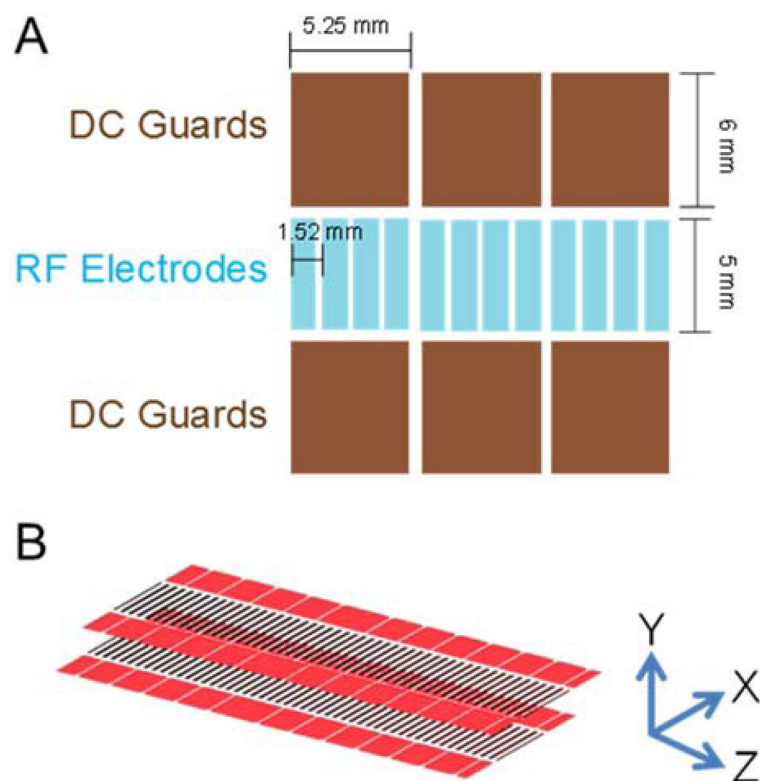 A
5.25 mm
DC Guards
6 mm
1.52 mm
RF Electrodes
5 mm
DC Guards
B
Y
X
Z